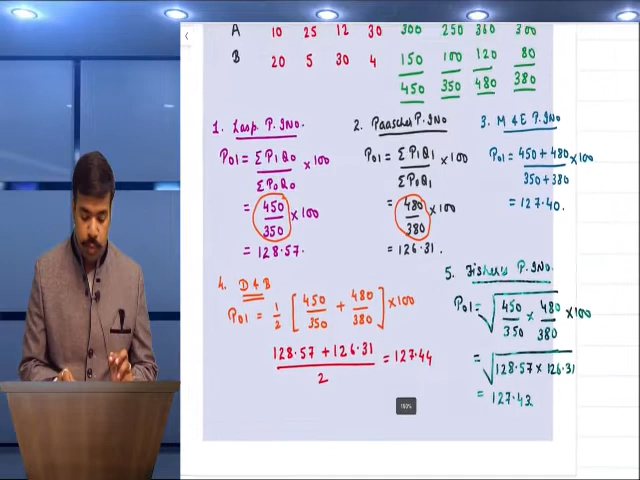 A 10 25 12 30 300 250 360 300
B 20 5 30 4 150 100 120 80
450 350 480 380
1. Lasp. P. INO.
P01 = ΣP1Q0 / ΣP0Q0 × 100
= 450/350 × 100
= 128.57.
2. Paasches P. INO
P01 = ΣP1Q1 / ΣP0Q1 × 100
= 480/380 × 100
= 126.31.
3. M & E P. INO
P01 = 450 + 480 / 350 + 380 × 100
= 127.40.
4. D & B
P01 = 1/2 [ 450/350 + 480/380 ] × 100
128.57 + 126.31 / 2 = 127.44
5. Fisher's P. INO.
P01 = √ 450/350 × 480/380 × 100
= √ 128.57 × 126.31
= 127.43
100%